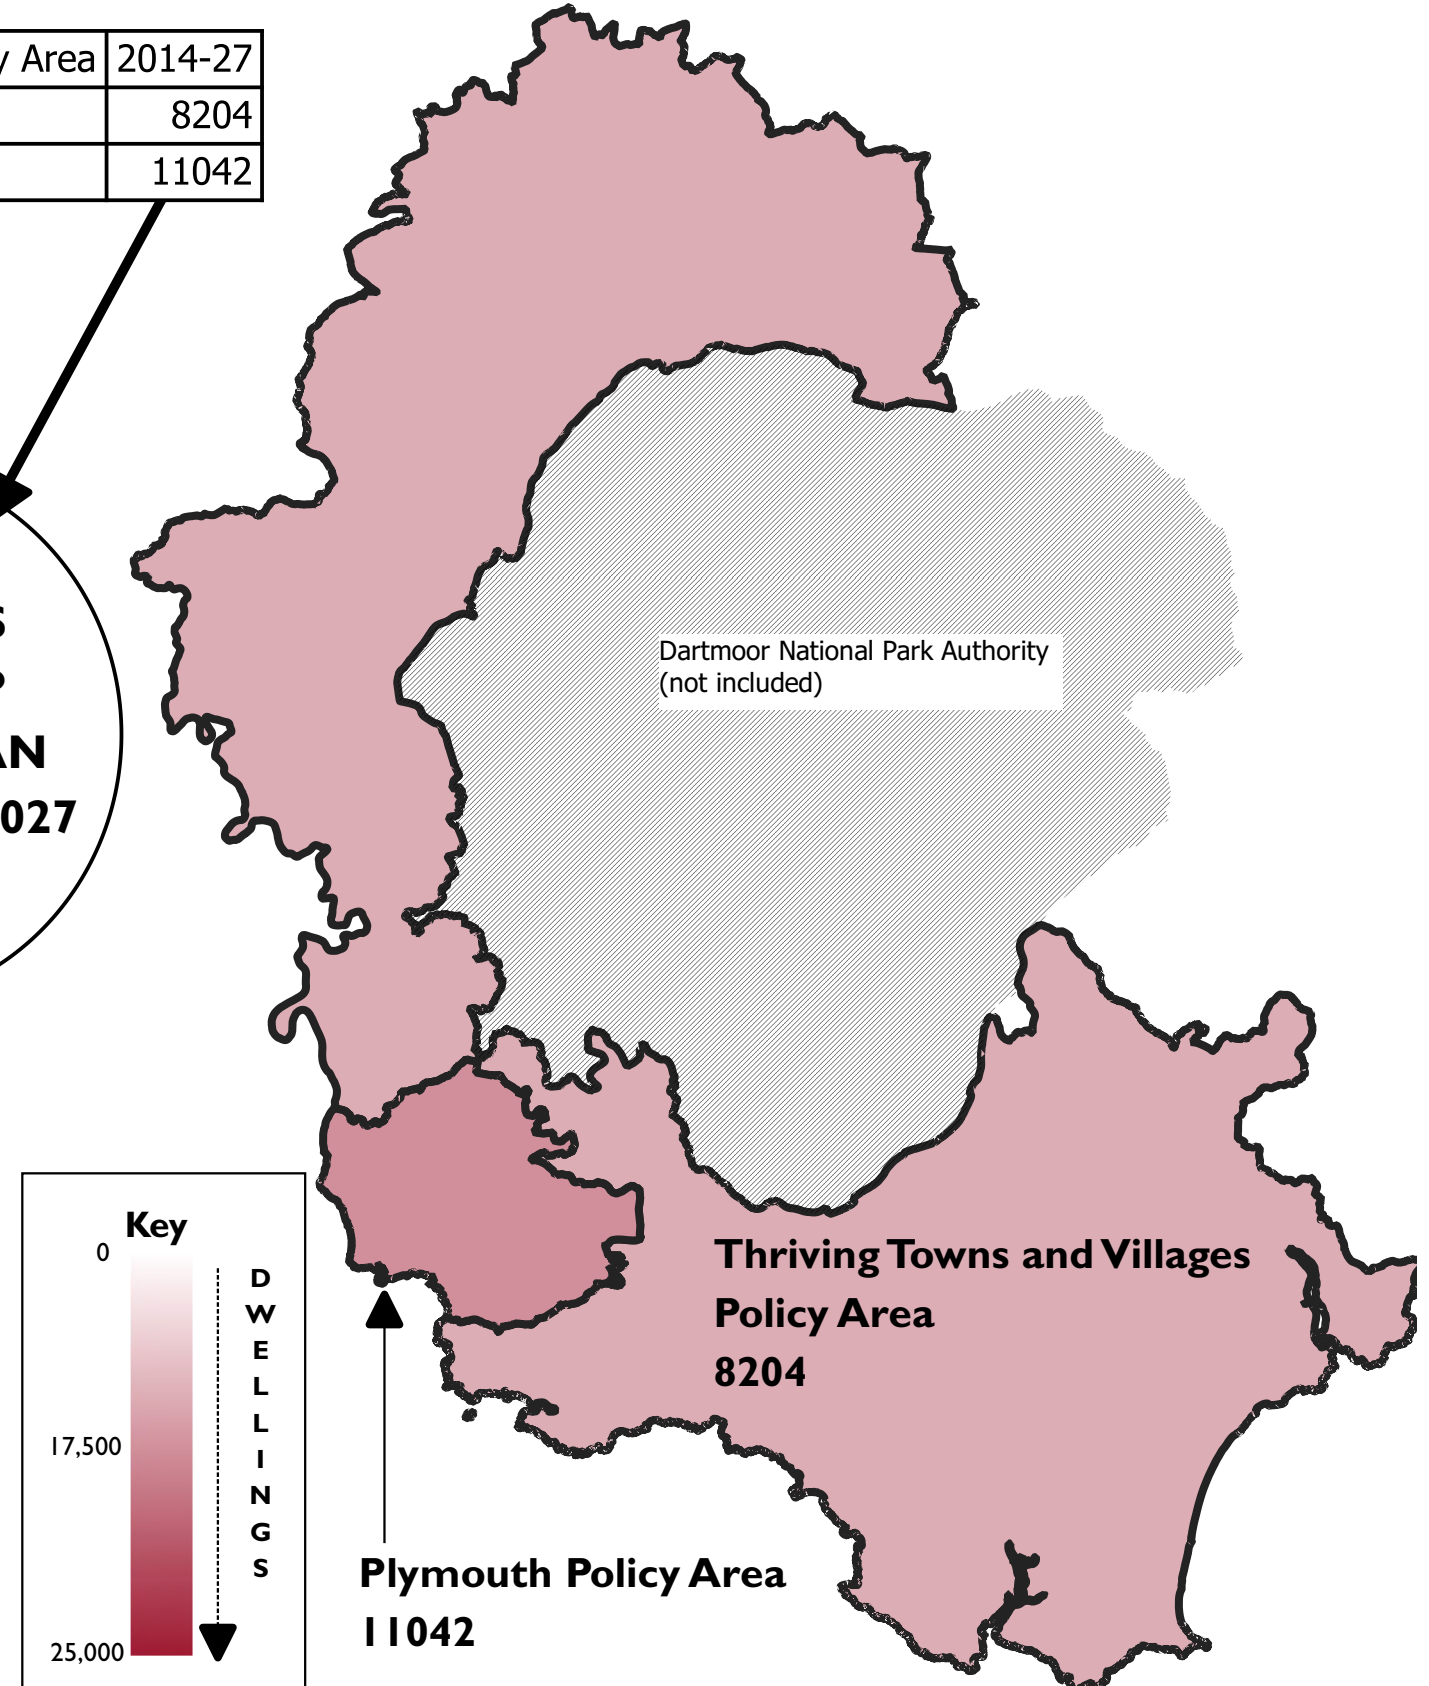 Area 2014-27
8204
11042
AN
027
Dartmoor National Park Authority
(not included)
Thriving Towns and Villages
Policy Area
8204
Key
0
17,500
25,000
D
W
E
L
L
I
N
G
S
Plymouth Policy Area
11042